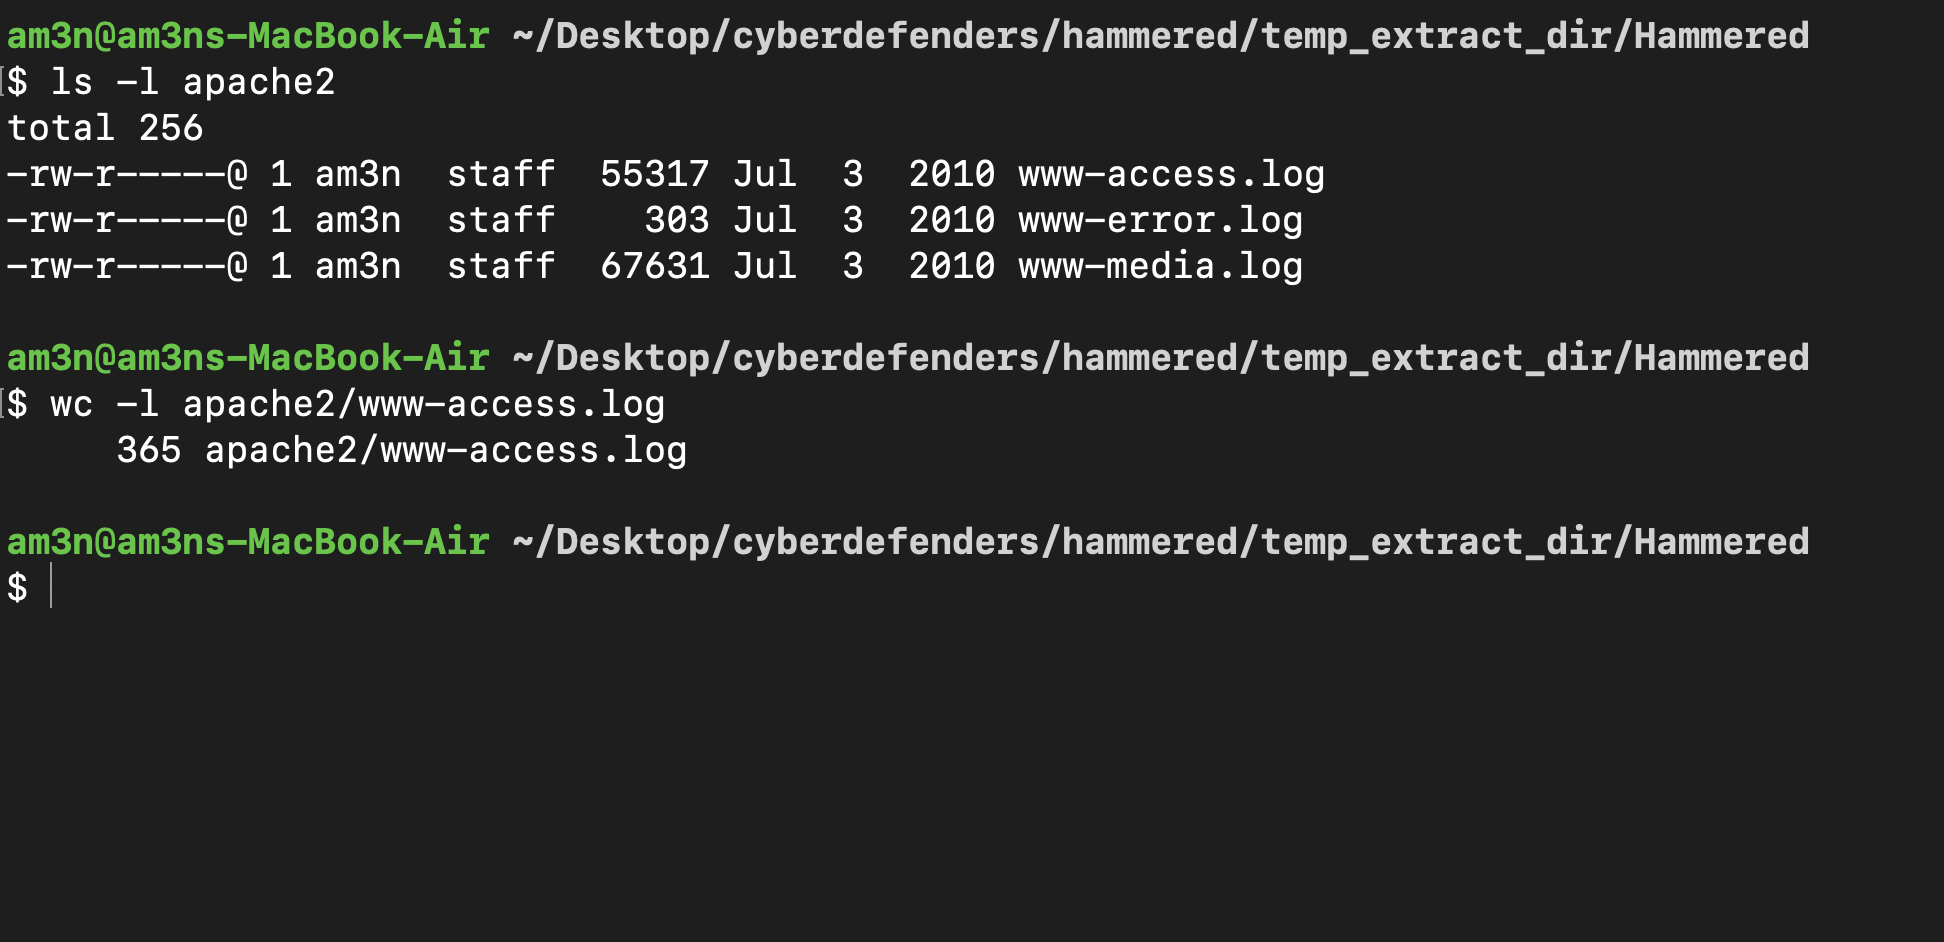 am3n@am3ns-MacBook-Air ~/Desktop/cyberdefenders/hammered/temp_extract_dir/Hammered
$ ls -l apache2
total 256
-rw-r-----@ 1 am3n  staff  55317 Jul  3  2010 www-access.log
-rw-r-----@ 1 am3n  staff    303 Jul  3  2010 www-error.log
-rw-r-----@ 1 am3n  staff  67631 Jul  3  2010 www-media.log
am3n@am3ns-MacBook-Air ~/Desktop/cyberdefenders/hammered/temp_extract_dir/Hammered
$ wc -l apache2/www-access.log
     365 apache2/www-access.log
am3n@am3ns-MacBook-Air ~/Desktop/cyberdefenders/hammered/temp_extract_dir/Hammered
$